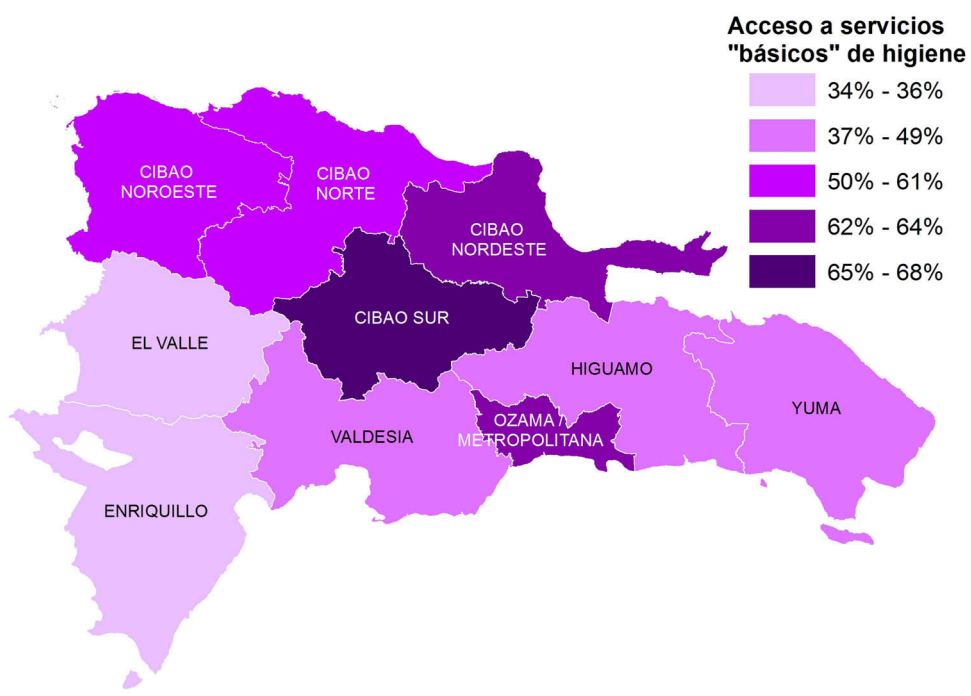 Acceso a servicios
"básicos" de higiene
34% - 36%
37% - 49%
50% - 61%
62% - 64%
65% - 68%
CIBAO
NOROESTE
CIBAO
NORTE
CIBAO
NORDESTE
CIBAO SUR
EL VALLE
HIGUAMO
YUMA
OZAMA /
METROPOLITANA
VALDESIA
ENRIQUILLO